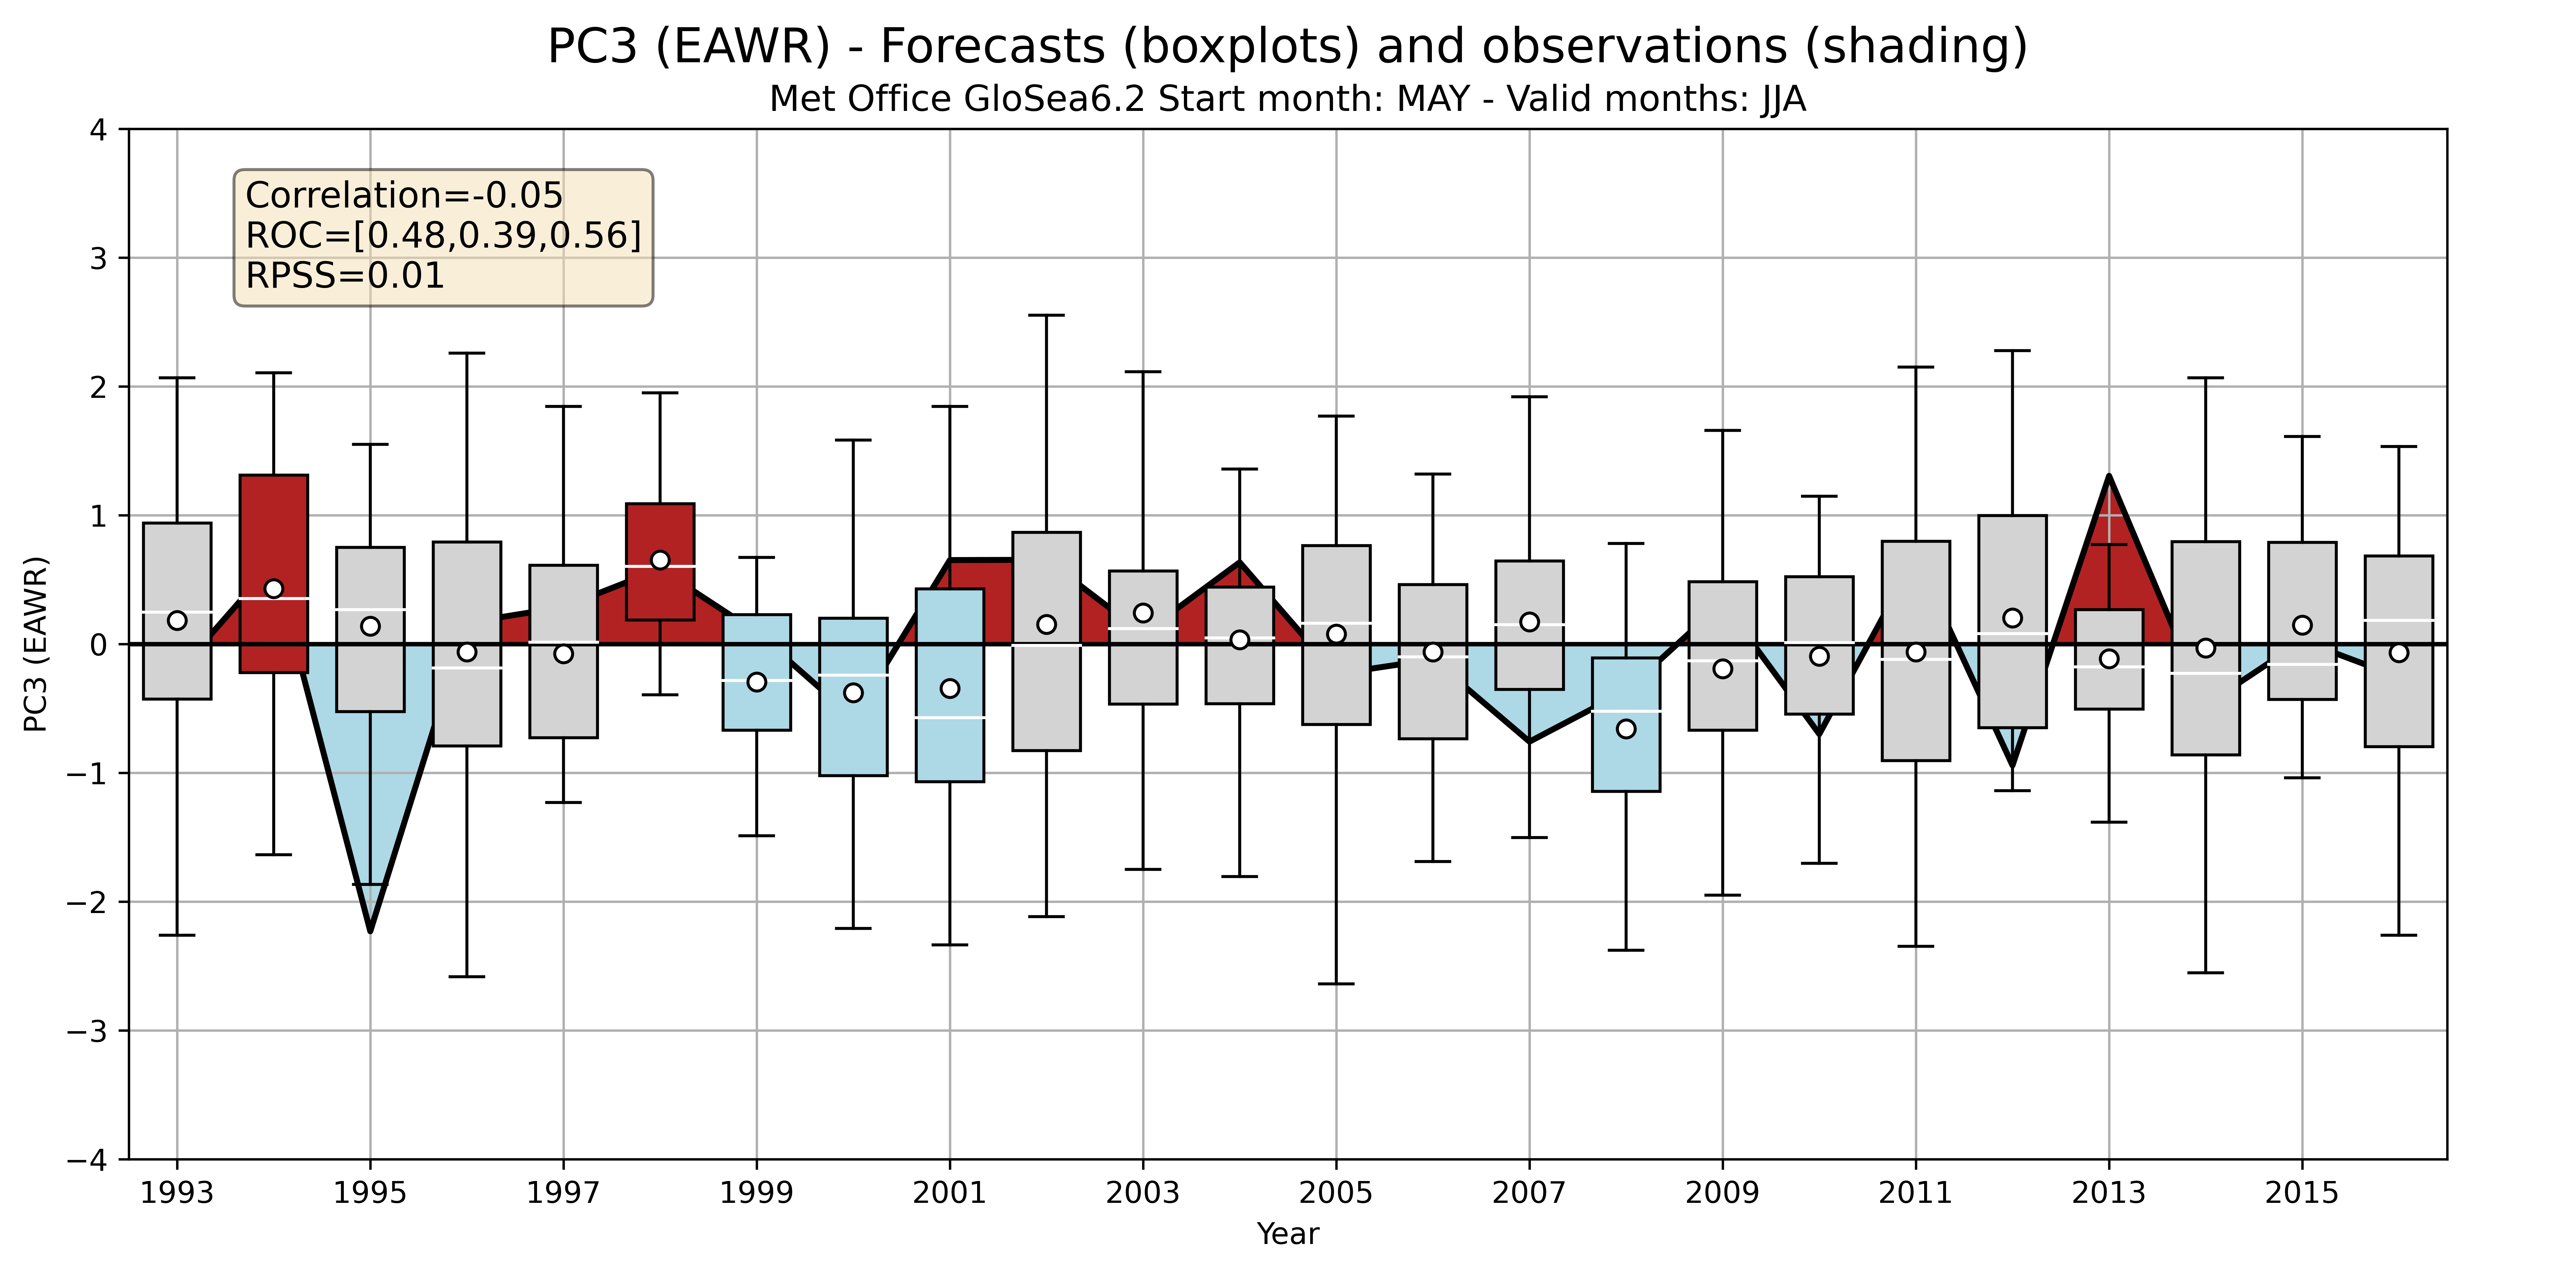 PC3 (EAWR) - Forecasts (boxplots) and observations (shading)
Met Office GloSea6.2 Start month: MAY - Valid months: JJA
Correlation=-0.05
ROC=[0.48,0.39,0.56]
RPSS=0.01
PC3 (EAWR)
4
3
2
1
0
−1
−2
−3
−4
1993 1995 1997 1999 2001 2003 2005 2007 2009 2011 2013 2015
Year